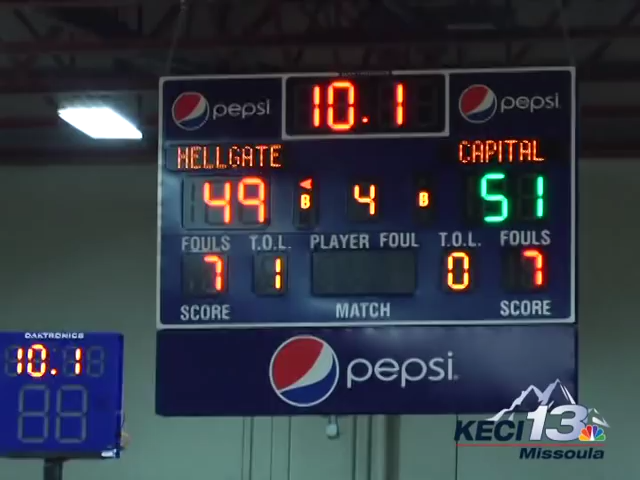 pepsi 10.1 pepsi
HELLGATE CAPITAL
49 B 4 B 51
FOULS T.O.L. PLAYER FOUL T.O.L. FOULS
7 1 0 7
SCORE MATCH SCORE
DAKTRONICS
10.1
pepsi
KECI 13
Missoula